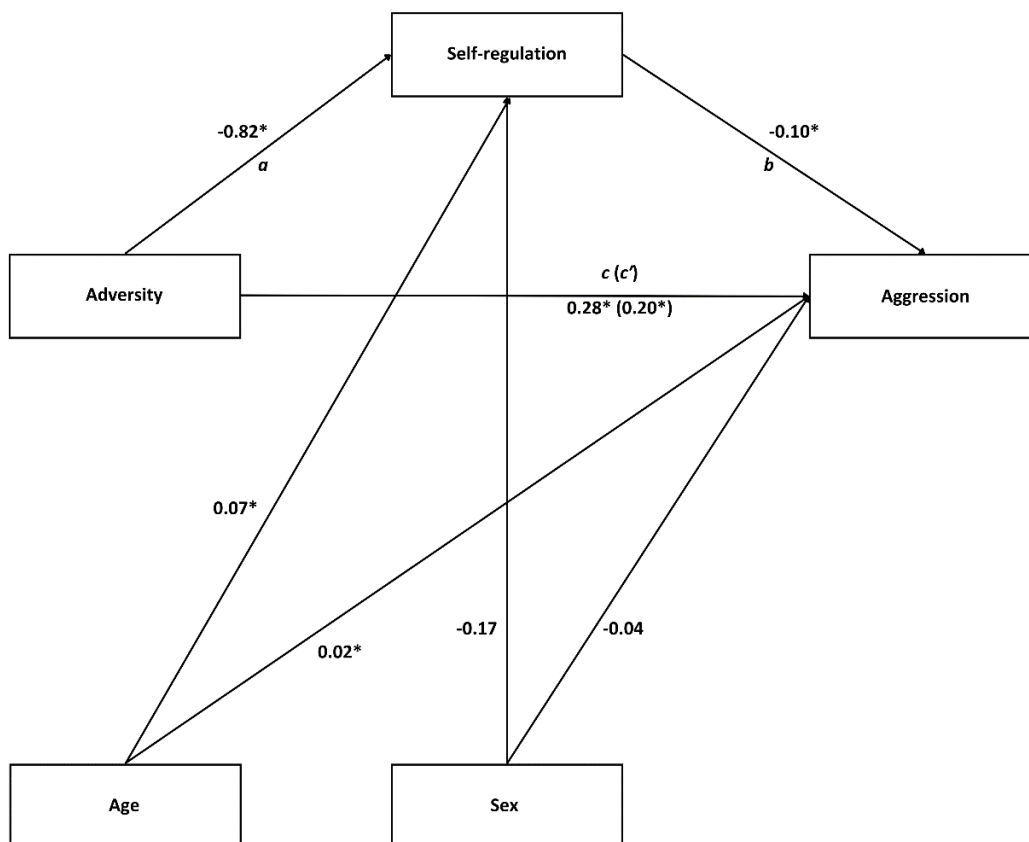 Self-regulation
-0.82*
-0.10*
a
b
c (c’)
Adversity
Aggression
0.28* (0.20*)
0.07*
-0.17
-0.04
0.02*
Age
Sex